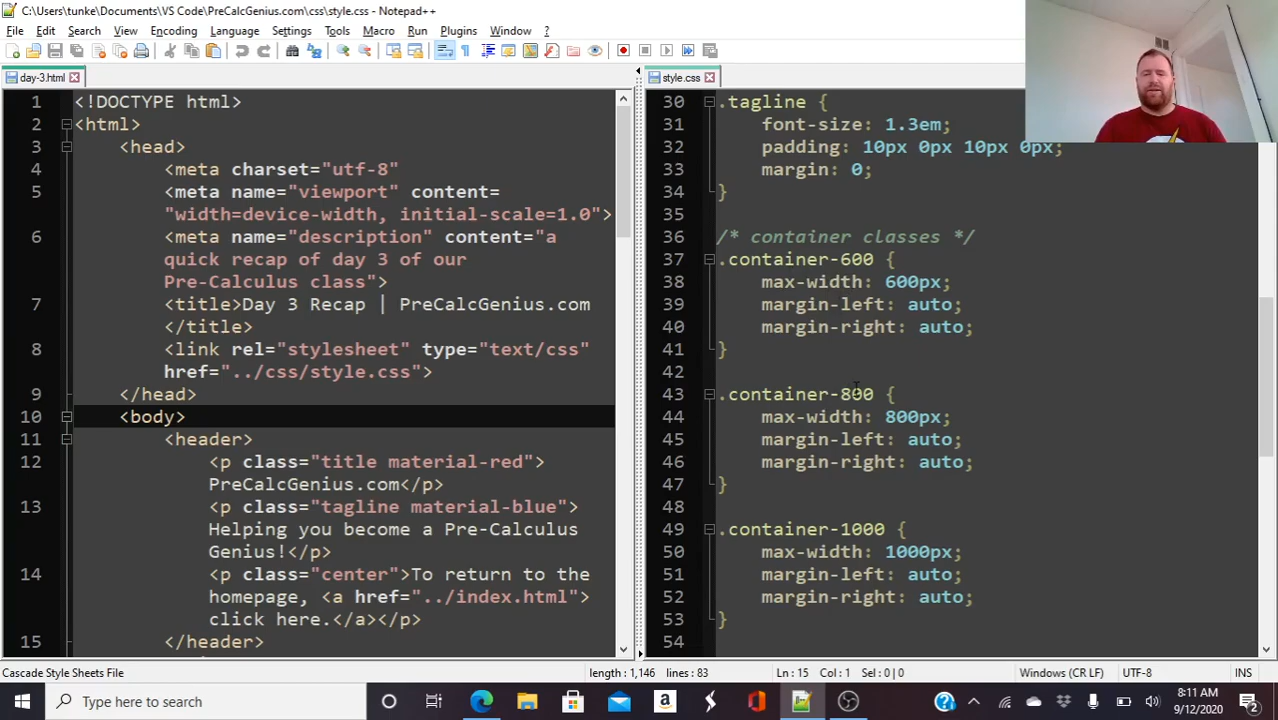 C:\Users\tunke\Documents\VS Code\PreCalcGenius.com\css\style.css - Notepad++
File Edit Search View Encoding Language Settings Tools Macro Run Plugins Window ?
day-3.html
1 <!DOCTYPE html>
2 <html>
3 <head>
4 <meta charset="utf-8"
5 <meta name="viewport" content=
"width=device-width, initial-scale=1.0">
6 <meta name="description" content="a
quick recap of day 3 of our
Pre-Calculus class">
7 <title>Day 3 Recap | PreCalcGenius.com
</title>
8 <link rel="stylesheet" type="text/css"
href="../css/style.css">
9 </head>
10 <body>
11 <header>
12 <p class="title material-red">
PreCalcGenius.com</p>
13 <p class="tagline material-blue">
Helping you become a Pre-Calculus
Genius!</p>
14 <p class="center">To return to the
homepage, <a href="../index.html">
click here.</a></p>
15 </header>
style.css
30 .tagline {
31 font-size: 1.3em;
32 padding: 10px 0px 10px 0px;
33 margin: 0;
34 }
35
36 /* container classes */
37 .container-600 {
38 max-width: 600px;
39 margin-left: auto;
40 margin-right: auto;
41 }
42
43 .container-800 {
44 max-width: 800px;
45 margin-left: auto;
46 margin-right: auto;
47 }
48
49 .container-1000 {
50 max-width: 1000px;
51 margin-left: auto;
52 margin-right: auto;
53 }
54
Cascade Style Sheets File length : 1,146 lines : 83 Ln : 15 Col : 1 Sel : 0 | 0 Windows (CR LF) UTF-8 INS
Type here to search
8:11 AM
9/12/2020
2